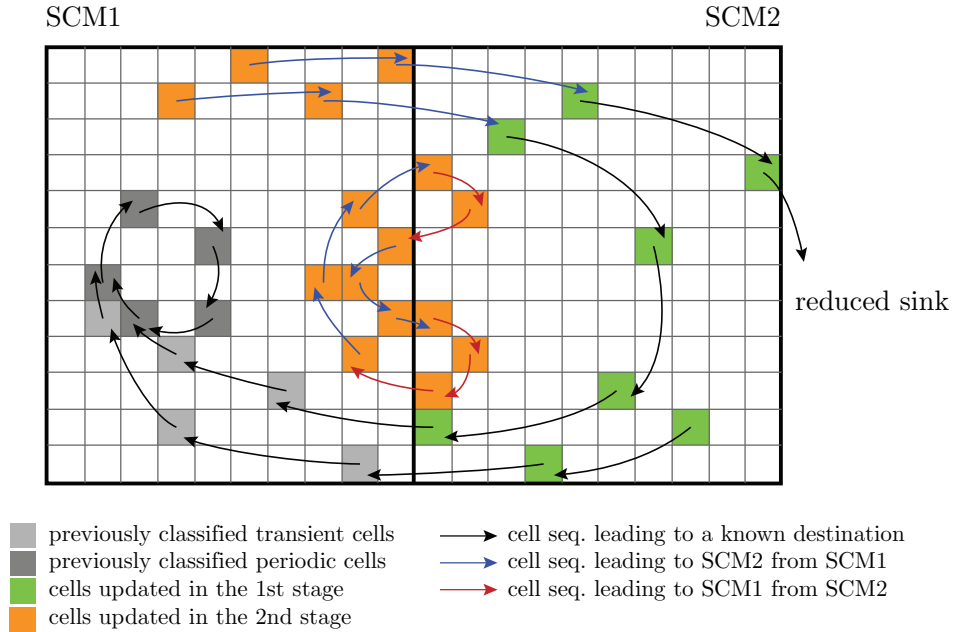 SCM1
SCM2
reduced sink
previously classified transient cells
previously classified periodic cells
cells updated in the 1st stage
cells updated in the 2nd stage
cell seq. leading to a known destination
cell seq. leading to SCM2 from SCM1
cell seq. leading to SCM1 from SCM2